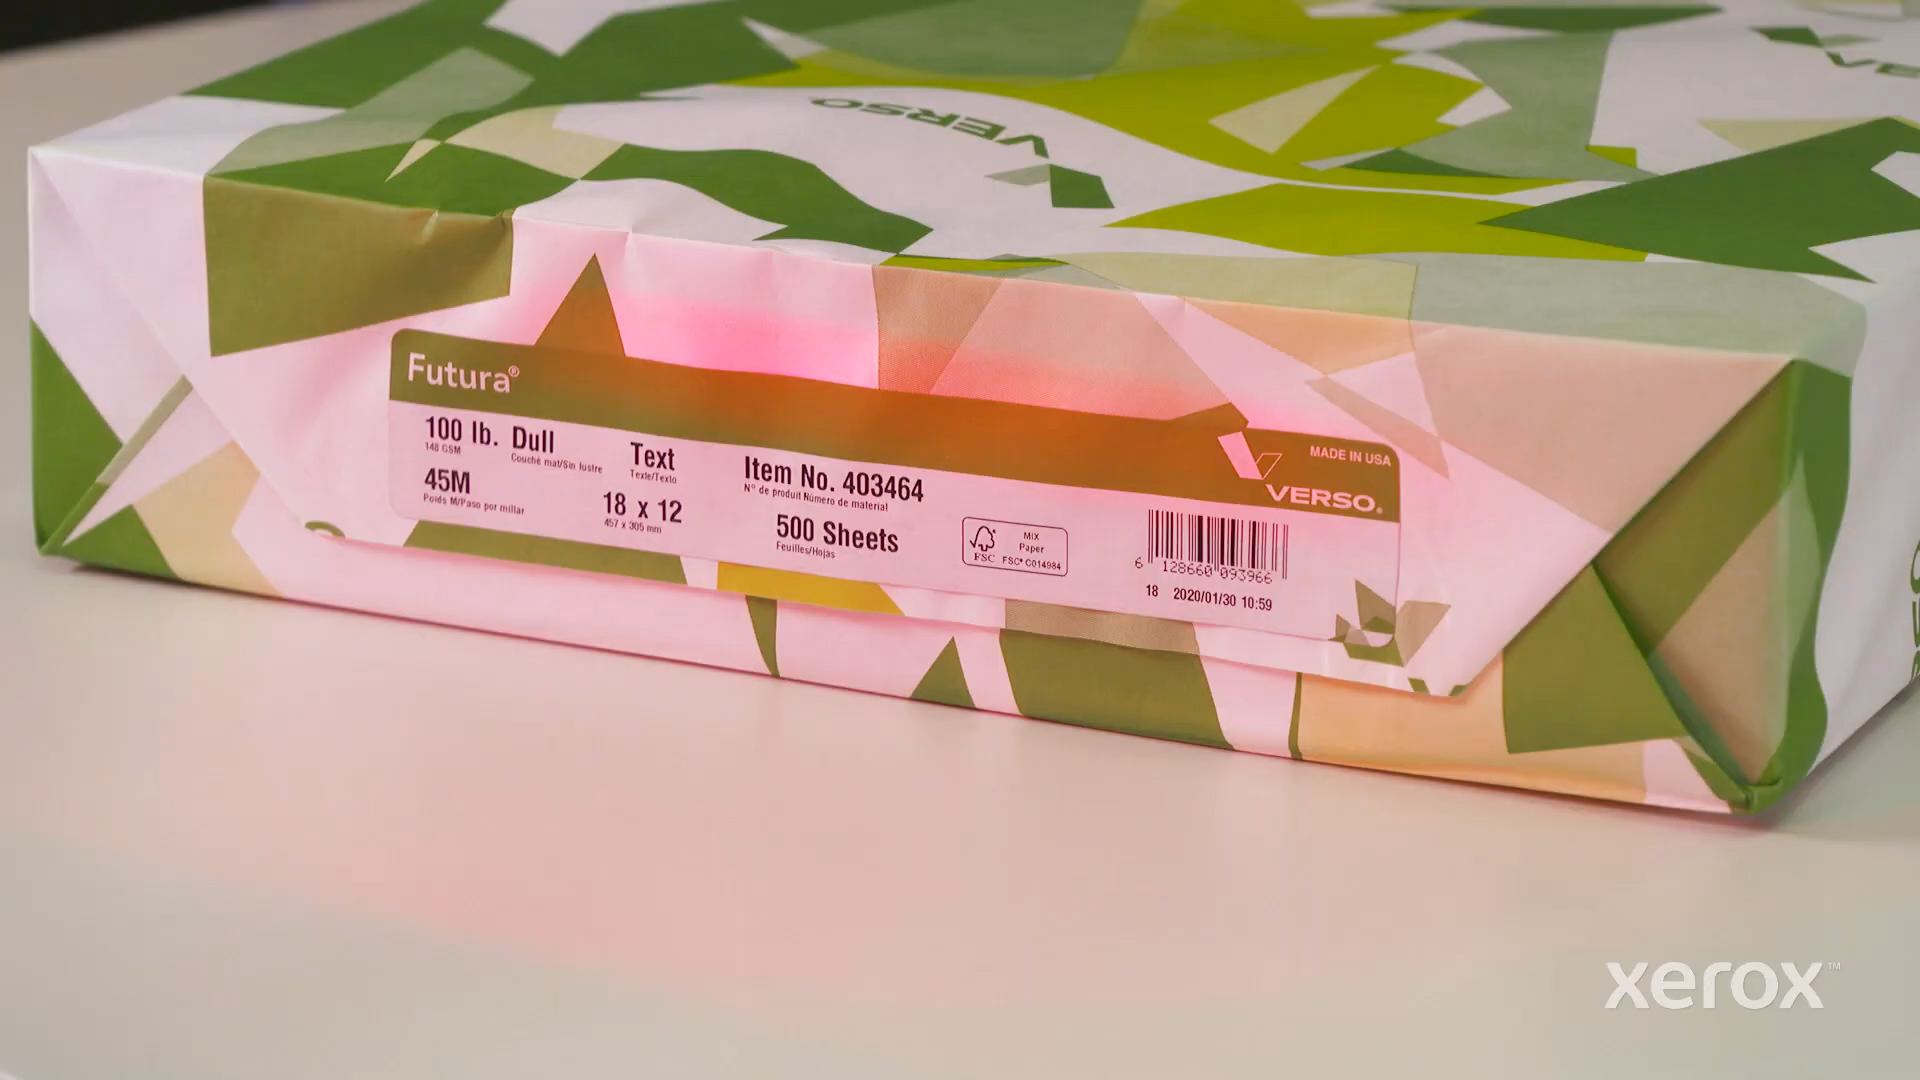 VERSO
Futura®
100 lb. Dull
148 GSM
Couché mat/Sin lustre
Text
Texte/Texto
45M
Poids M/Paso por millar
18 x 12
457 x 305 mm
Item No. 403464
N° de produit Número de material
500 Sheets
Feuilles/Hojas
FSC
MIX
Paper
FSC® C014984
MADE IN USA
VERSO.
6 128660 093966
18 2020/01/30 10:59
xerox™